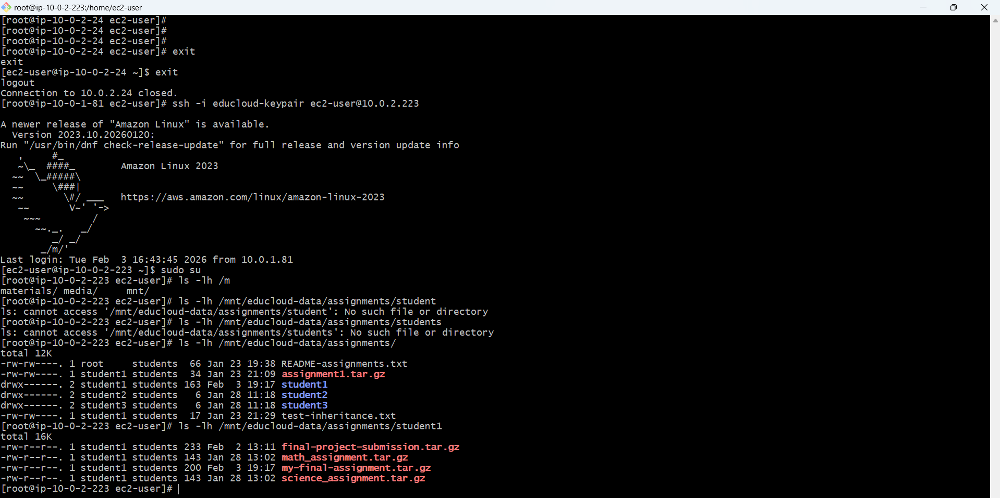 root@ip-10-0-2-223:/home/ec2-user
[root@ip-10-0-2-24 ec2-user]#
[root@ip-10-0-2-24 ec2-user]#
[root@ip-10-0-2-24 ec2-user]#
[root@ip-10-0-2-24 ec2-user]# exit
exit
[ec2-user@ip-10-0-2-24 ~]$ exit
logout
Connection to 10.0.2.24 closed.
[root@ip-10-0-1-81 ec2-user]# ssh -i educloud-keypair ec2-user@10.0.2.223

A newer release of "Amazon Linux" is available.
  Version 2023.10.20260120:
Run "/usr/bin/dnf check-release-update" for full release and version update info
   ,     #_
   ~\_  ####_        Amazon Linux 2023
  ~~  \_#####\
  ~~     \###|
  ~~       \#/ ___   https://aws.amazon.com/linux/amazon-linux-2023
   ~~       V~' '->
    ~~~         /
      ~~._.   _/
         _/ _/
       _/m/'
Last login: Tue Feb  3 16:43:45 2026 from 10.0.1.81
[ec2-user@ip-10-0-2-223 ~]$ sudo su
[root@ip-10-0-2-223 ec2-user]# ls -lh /m
materials/ media/     mnt/
[root@ip-10-0-2-223 ec2-user]# ls -lh /mnt/educloud-data/assignments/student
ls: cannot access '/mnt/educloud-data/assignments/student': No such file or directory
[root@ip-10-0-2-223 ec2-user]# ls -lh /mnt/educloud-data/assignments/students
ls: cannot access '/mnt/educloud-data/assignments/students': No such file or directory
[root@ip-10-0-2-223 ec2-user]# ls -lh /mnt/educloud-data/assignments/
total 12K
-rw-rw----. 1 root     students  66 Jan 23 19:38 README-assignments.txt
-rw-rw----. 1 student1 students  34 Jan 23 21:09 assignment1.tar.gz
drwx------. 2 student1 students 163 Feb  3 19:17 student1
drwx------. 2 student2 students   6 Jan 28 11:18 student2
drwx------. 2 student3 students   6 Jan 28 11:18 student3
-rw-rw----. 1 student1 students  17 Jan 23 21:29 test-inheritance.txt
[root@ip-10-0-2-223 ec2-user]# ls -lh /mnt/educloud-data/assignments/student1
total 16K
-rw-r--r--. 1 student1 students 233 Feb  2 13:11 final-project-submission.tar.gz
-rw-r--r--. 1 student1 students 143 Jan 28 13:02 math_assignment.tar.gz
-rw-r--r--. 1 student1 students 200 Feb  3 19:17 my-final-assignment.tar.gz
-rw-r--r--. 1 student1 students 143 Jan 28 13:02 science_assignment.tar.gz
[root@ip-10-0-2-223 ec2-user]#